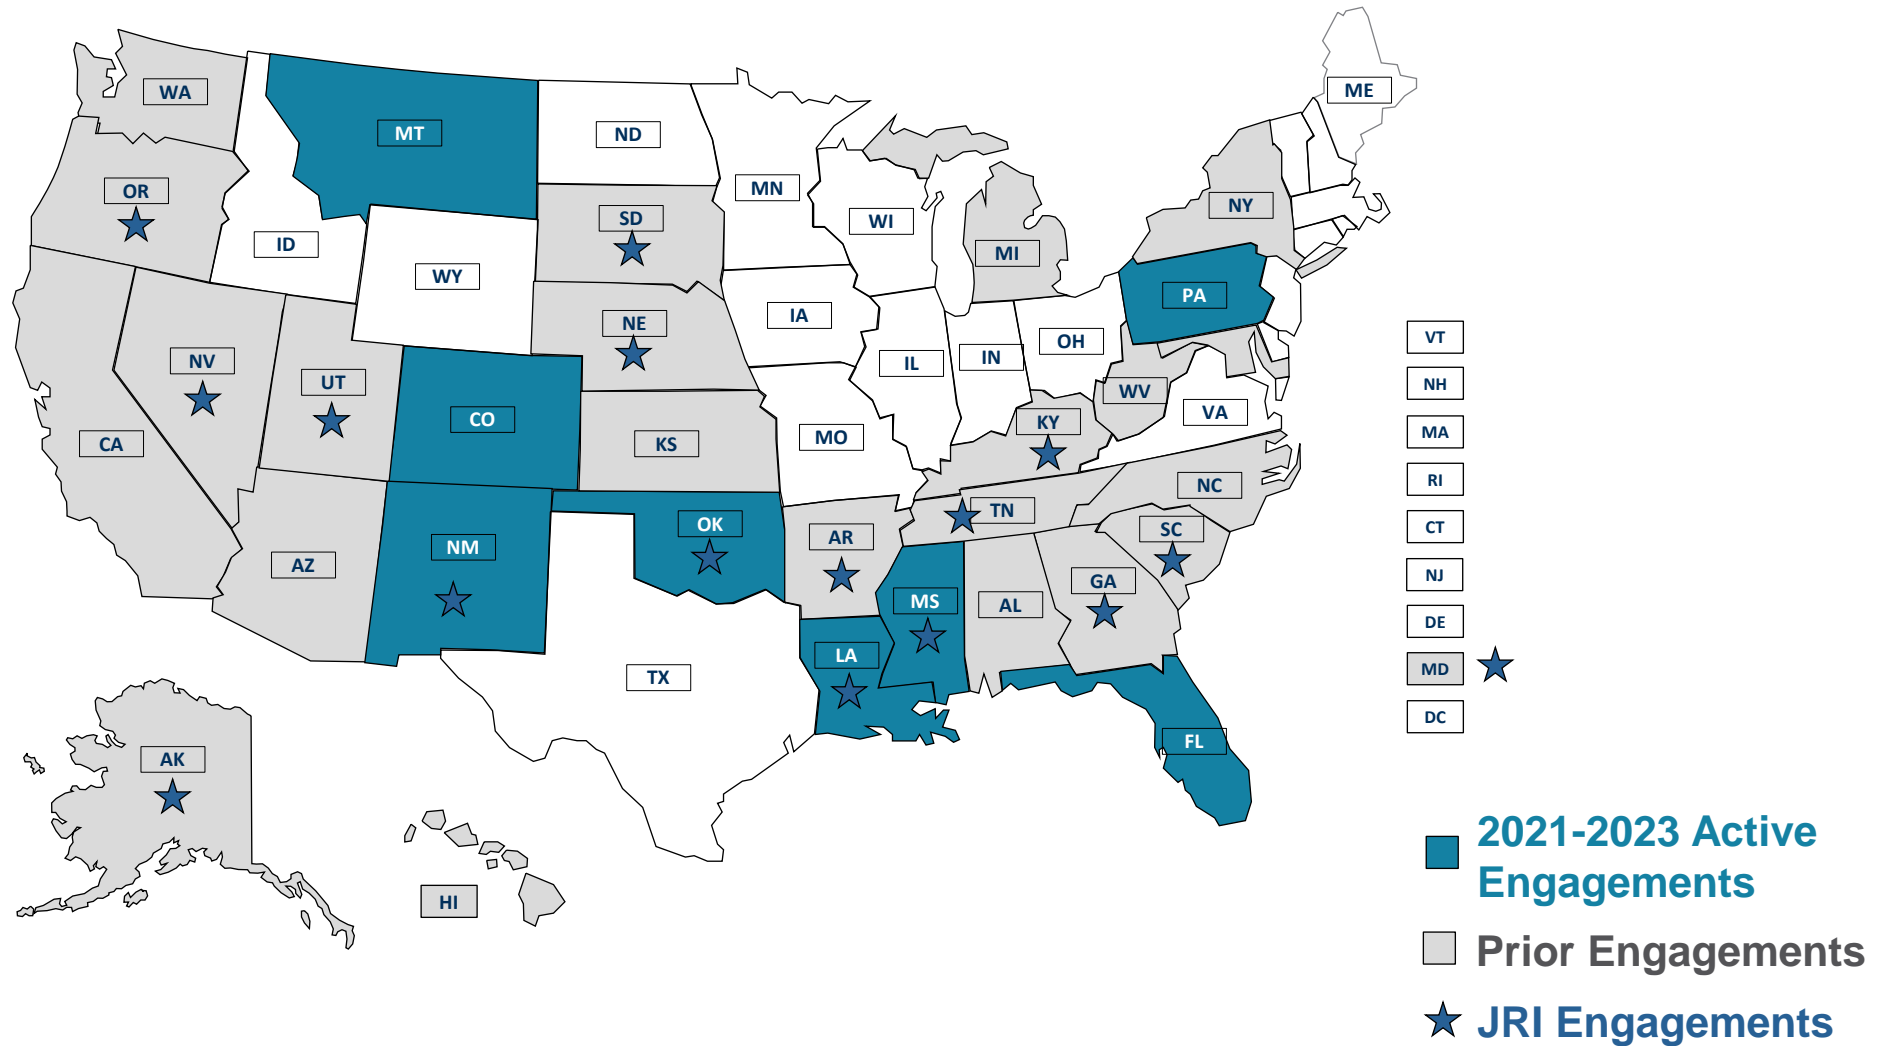 WA
MT
ND
ME
OR
MN
SD
WI
NY
ID
MI
WY
PA
NE
IA
OH
VT
NV
IN
IL
UT
NH
WV
CO
VA
KY
CA
KS
MO
MA
NC
RI
TN
OK
AR
SC
CT
NM
AZ
GA
NJ
MS
AL
DE
LA
MD
TX
DC
FL
AK
HI
2021-2023 Active
Engagements
Prior Engagements
JRI Engagements